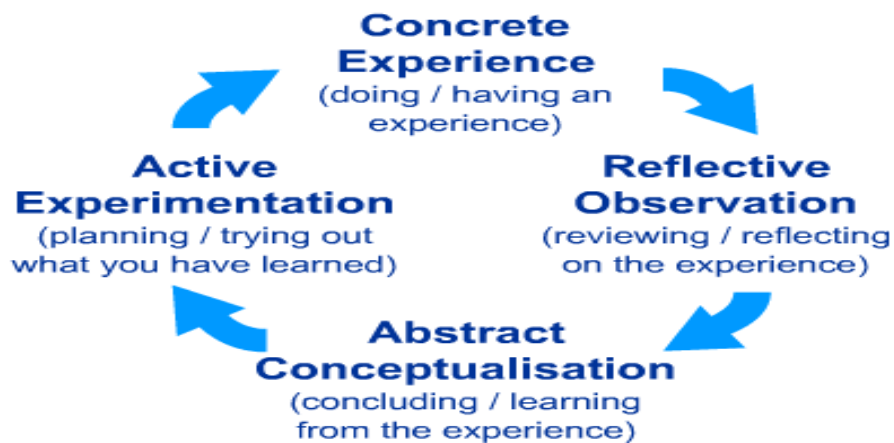 Concrete
Experience
(doing / having an
experience)
Reflective
Observation
(reviewing / reflecting
on the experience)
Abstract
Conceptualisation
(concluding / learning
from the experience)
Active
Experimentation
(planning / trying out
what you have learned)